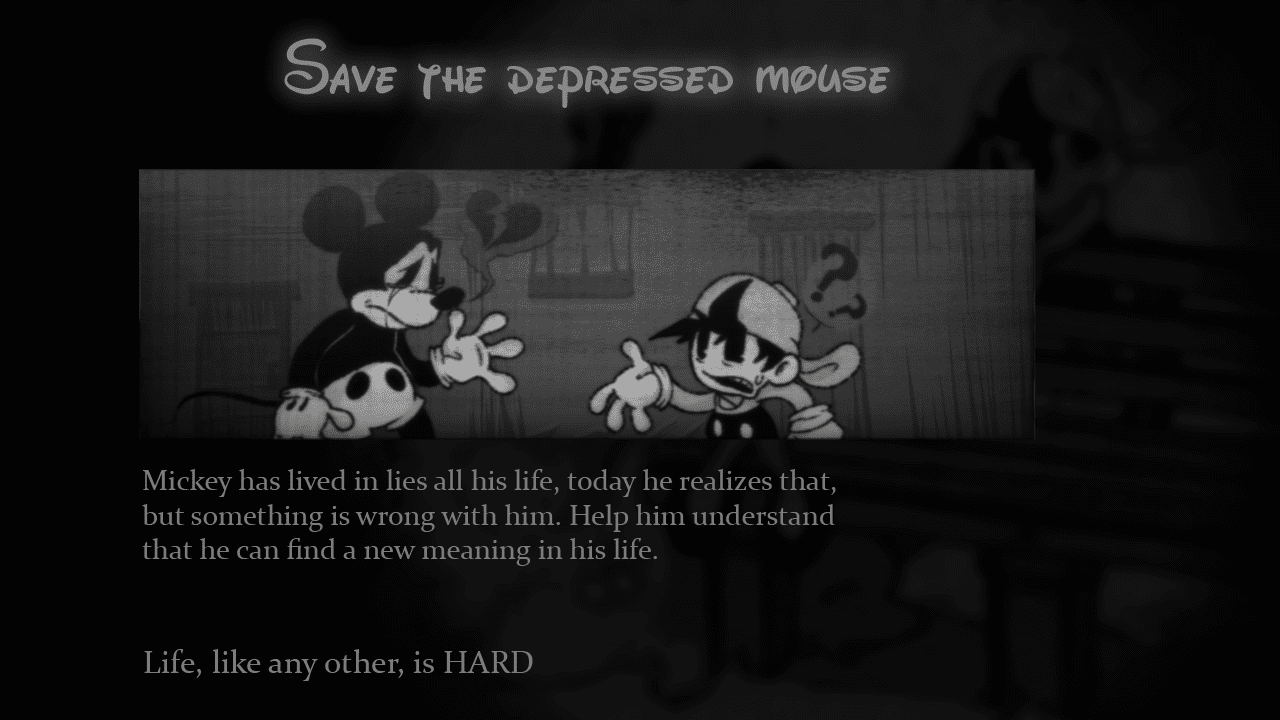 Save the depressed mouse
? ?
Mickey has lived in lies all his life, today he realizes that,
but something is wrong with him. Help him understand
that he can find a new meaning in his life.
Life, like any other, is HARD